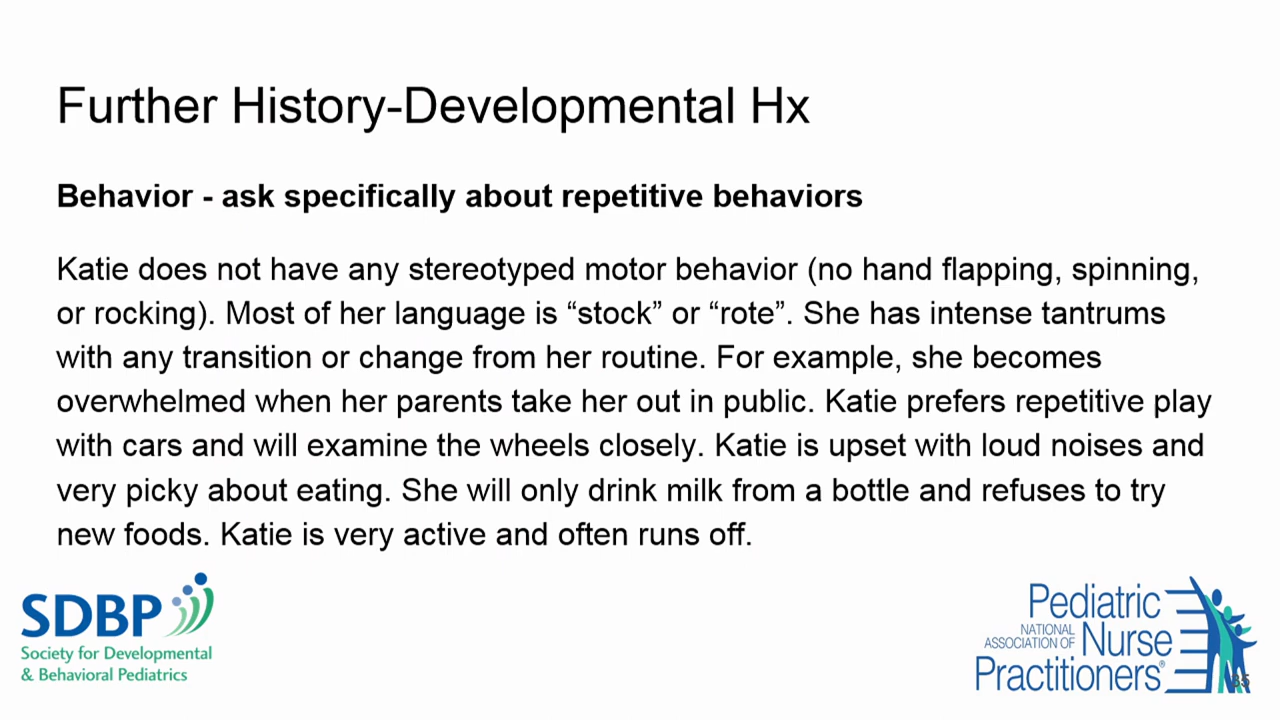 Further History-Developmental Hx
Behavior - ask specifically about repetitive behaviors
Katie does not have any stereotyped motor behavior (no hand flapping, spinning,
or rocking). Most of her language is “stock” or “rote”. She has intense tantrums
with any transition or change from her routine. For example, she becomes
overwhelmed when her parents take her out in public. Katie prefers repetitive play
with cars and will examine the wheels closely. Katie is upset with loud noises and
very picky about eating. She will only drink milk from a bottle and refuses to try
new foods. Katie is very active and often runs off.
SDBP
Society for Developmental
& Behavioral Pediatrics
Pediatric
NATIONAL
ASSOCIATION OF
Nurse
Practitioners®
35